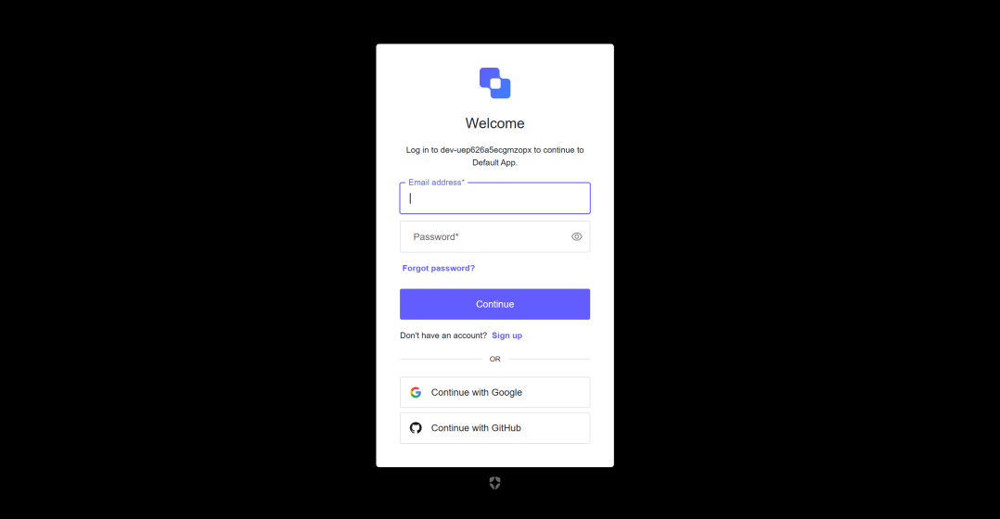 Welcome
Log in to dev-uep626a5ecgmzopx to continue to
Default App.
Email address*
Password*
Forgot password?
Continue
Don't have an account? Sign up
OR
Continue with Google
Continue with GitHub